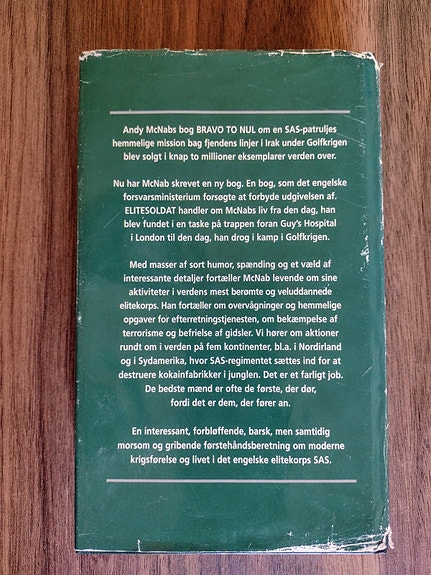 Andy McNabs bog BRAVO TO NUL om en SAS-patruljes
hemmelige mission bag fjendens linjer i Irak under Golfkrigen
blev solgt i knap to millioner eksemplarer verden over.
Nu har McNab skrevet en ny bog. En bog, som det engelske
forsvarsministerium forsøgte at forbyde udgivelsen af.
ELITESOLDAT handler om McNabs liv fra den dag, han
blev fundet i en taske på trappen foran Guy's Hospital
i London til den dag, han drog i kamp i Golfkrigen.
Med masser af sort humor, spænding og et væld af
interessante detaljer fortæller McNab levende om sine
aktiviteter i verdens mest berømte og veluddannede
elitekorps. Han fortæller om overvågninger og hemmelige
opgaver for efterretningstjenesten, om bekæmpelse af
terrorisme og befrielse af gidsler. Vi hører om aktioner
rundt om i verden på fem kontinenter, bl.a. i Nordirland
og i Sydamerika, hvor SAS-regimentet sættes ind for at
destruere kokainfabrikker i junglen. Det er et farligt job.
De bedste mænd er ofte de første, der dør,
fordi det er dem, der fører an.
En interessant, forbløffende, barsk, men samtidig
morsom og gribende førstehåndsberetning om moderne
krigsførelse og livet i det engelske elitekorps SAS.